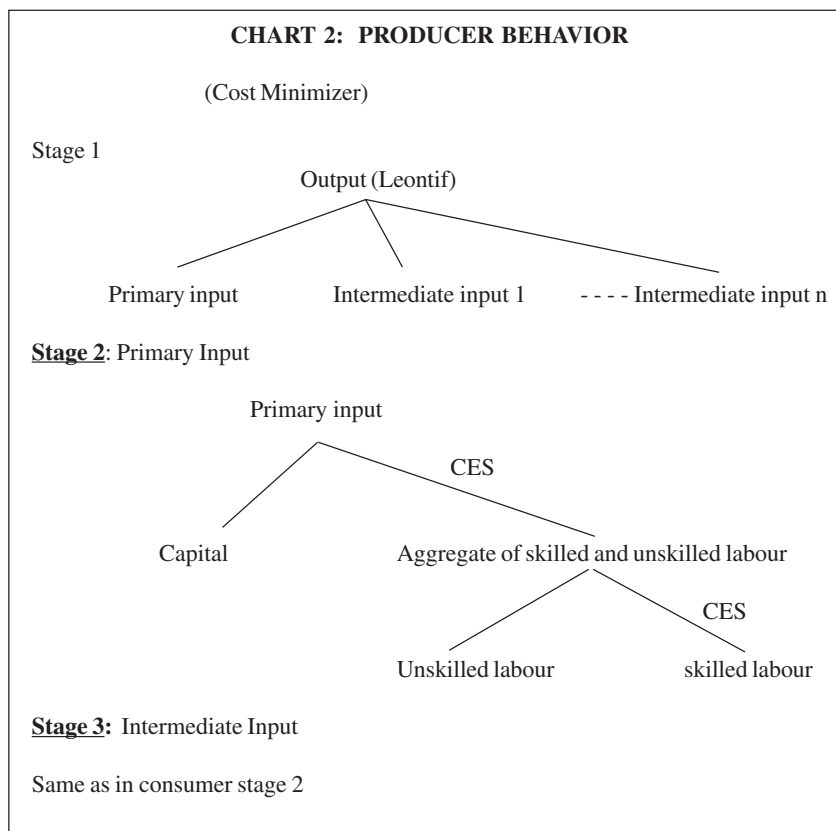 CHART 2: PRODUCER BEHAVIOR
(Cost Minimizer)
Stage 1
Output (Leontif)
Primary input Intermediate input 1 - - - - Intermediate input n
Stage 2: Primary Input
Primary input
CES
Capital Aggregate of skilled and unskilled labour
CES
Unskilled labour skilled labour
Stage 3: Intermediate Input
Same as in consumer stage 2